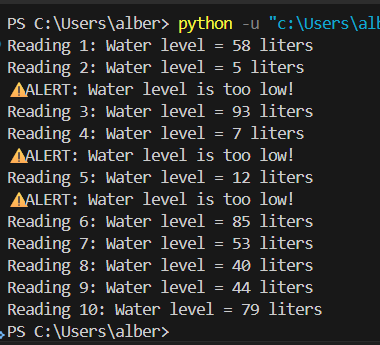 PS C:\Users\alber> python -u "c:\Users\alb
Reading 1: Water level = 58 liters
Reading 2: Water level = 5 liters
⚠️ALERT: Water level is too low!
Reading 3: Water level = 93 liters
Reading 4: Water level = 7 liters
⚠️ALERT: Water level is too low!
Reading 5: Water level = 12 liters
⚠️ALERT: Water level is too low!
Reading 6: Water level = 85 liters
Reading 7: Water level = 53 liters
Reading 8: Water level = 40 liters
Reading 9: Water level = 44 liters
Reading 10: Water level = 79 liters
PS C:\Users\alber>